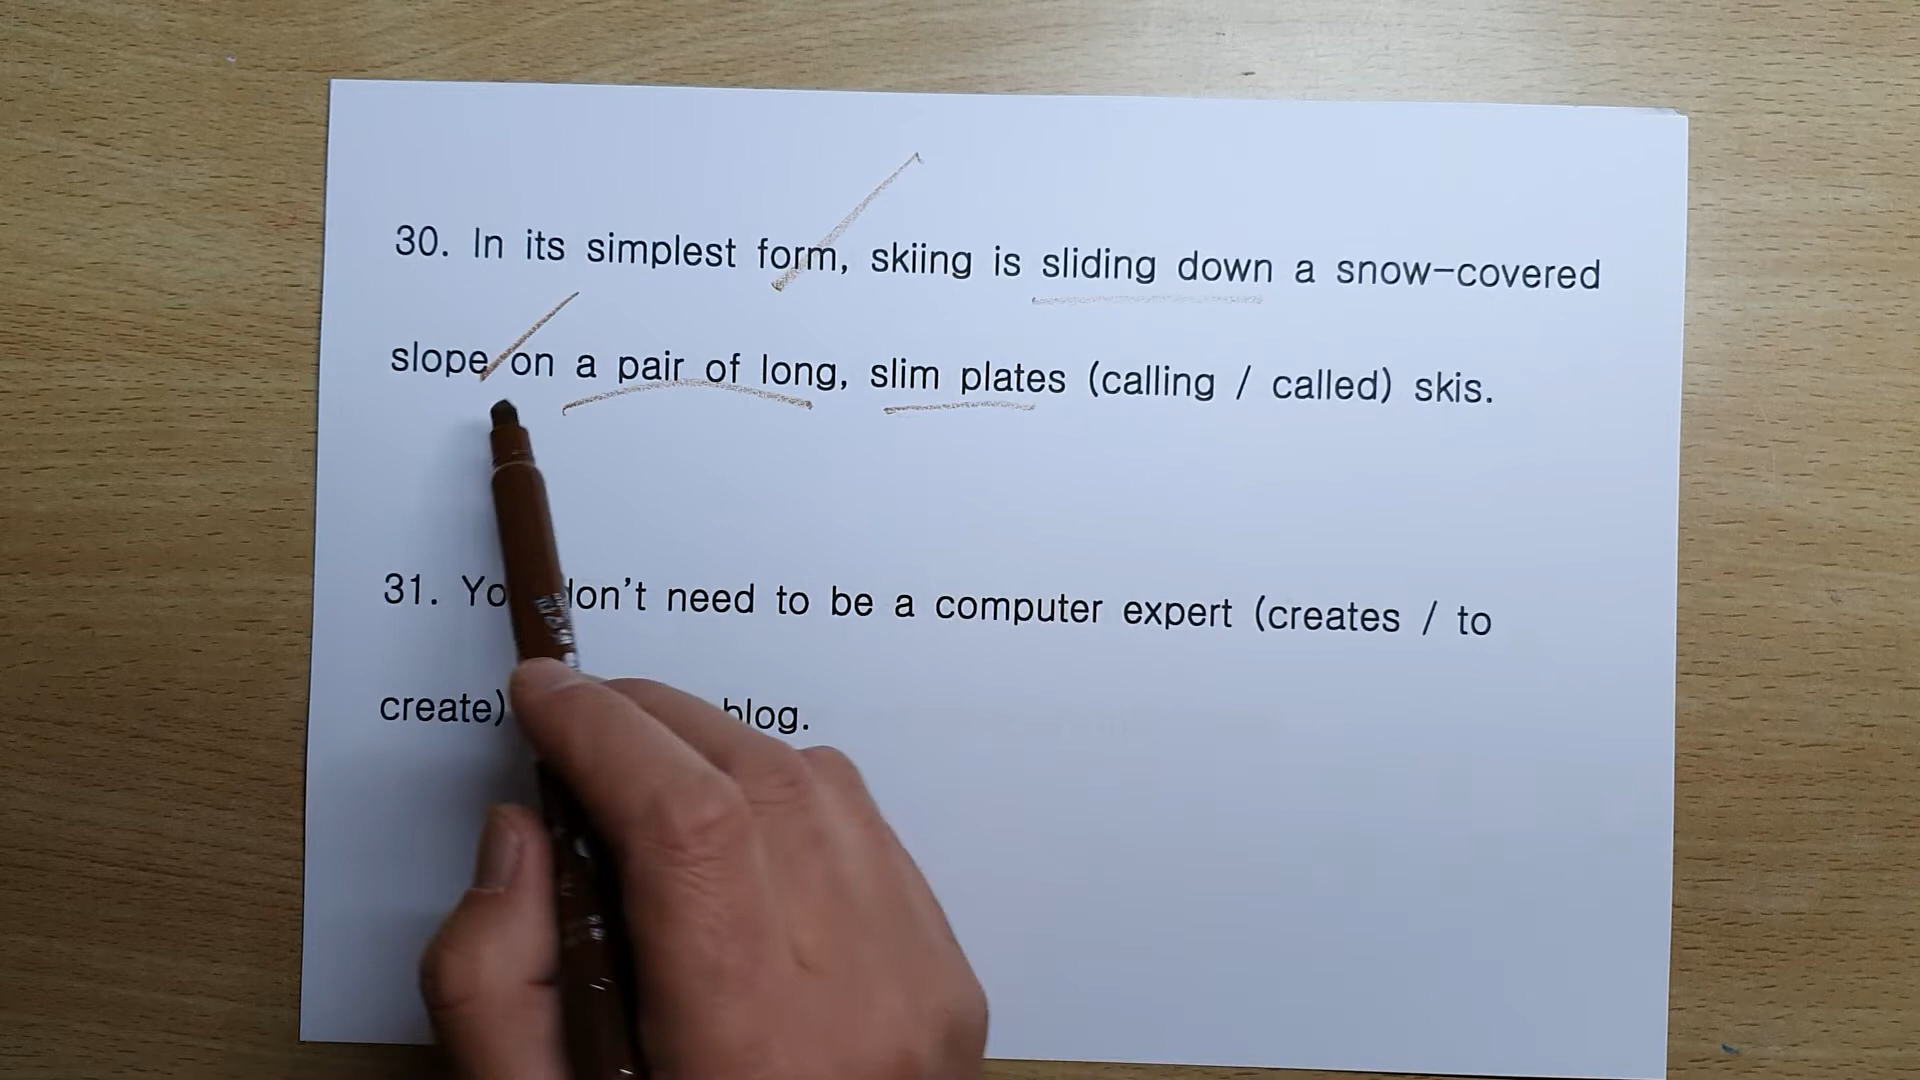 30. In its simplest form, skiing is sliding down a snow-covered
slope on a pair of long, slim plates (calling / called) skis.
31. don't need to be a computer expert (creates / to
create) blog.